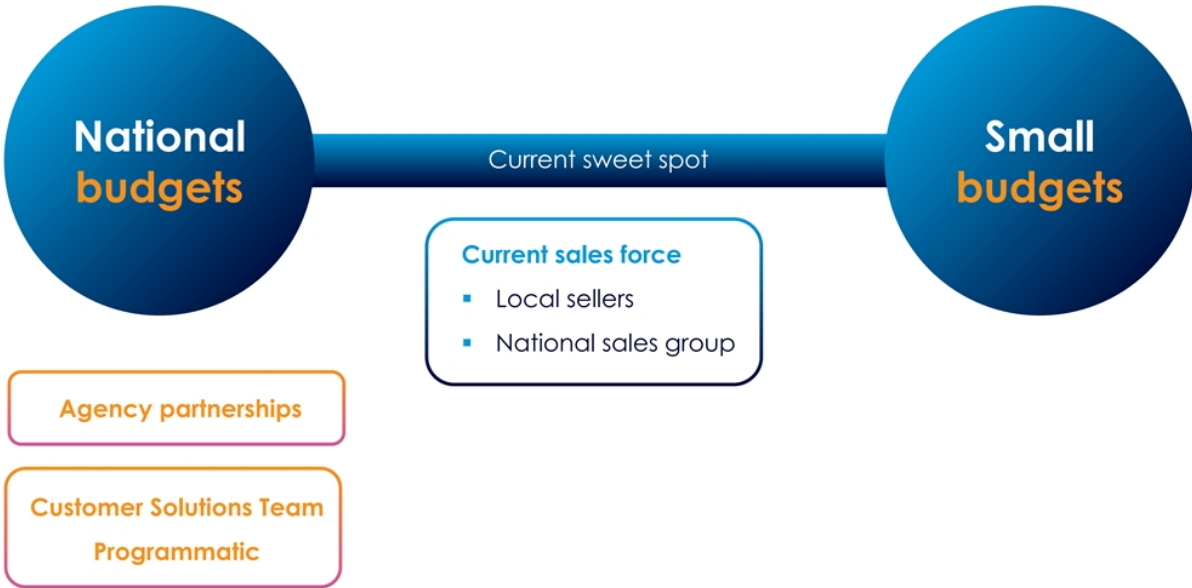 National
budgets
Current sweet spot
Small
budgets
Current sales force
▪ Local sellers
▪ National sales group
Agency partnerships
Customer Solutions Team
Programmatic